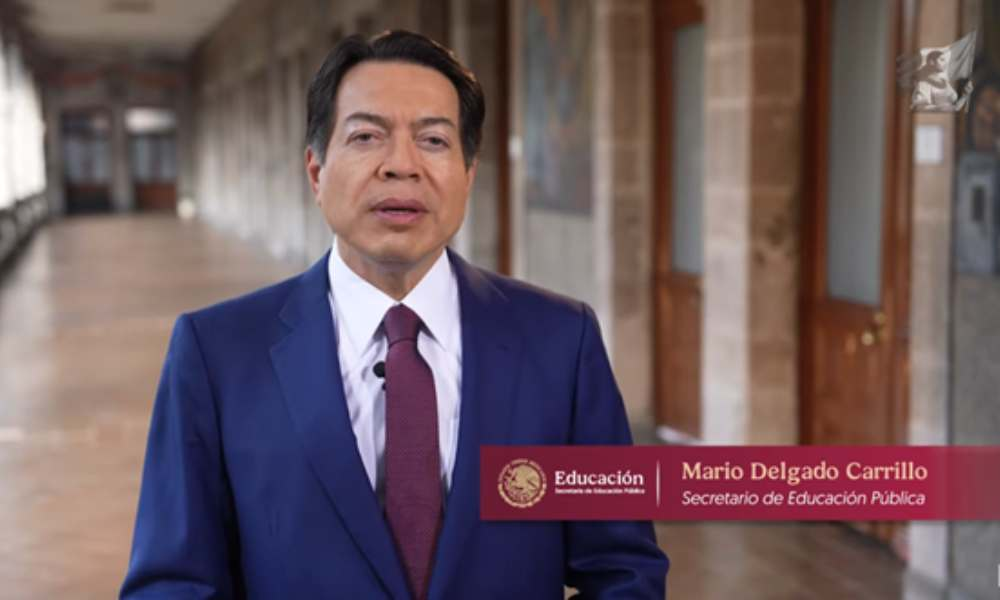 Educación
Secretaría de Educación Pública
Mario Delgado Carrillo
Secretario de Educación Pública